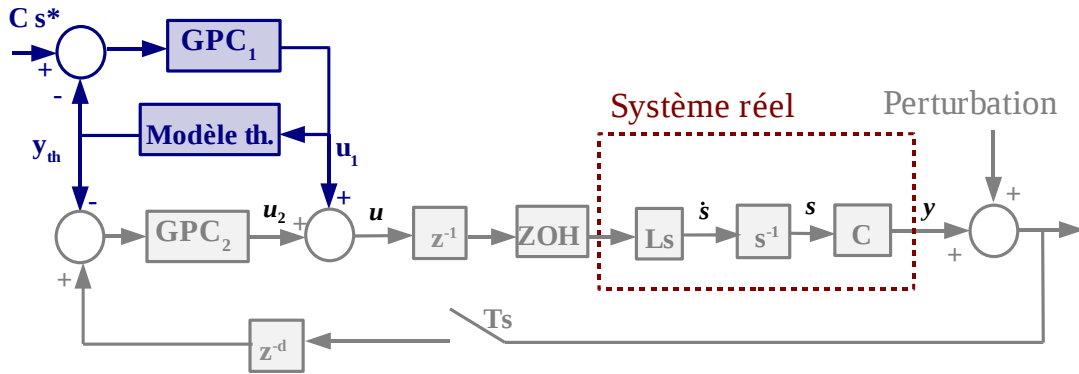 C s*
GPC1
+
-
Système réel
Perturbation
Modèle th.
yth
u1
-
+
+
GPC2
u2
+
u
z-1
ZOH
Ls
ṡ
s-1
s
C
y
+
+
Ts
z-d